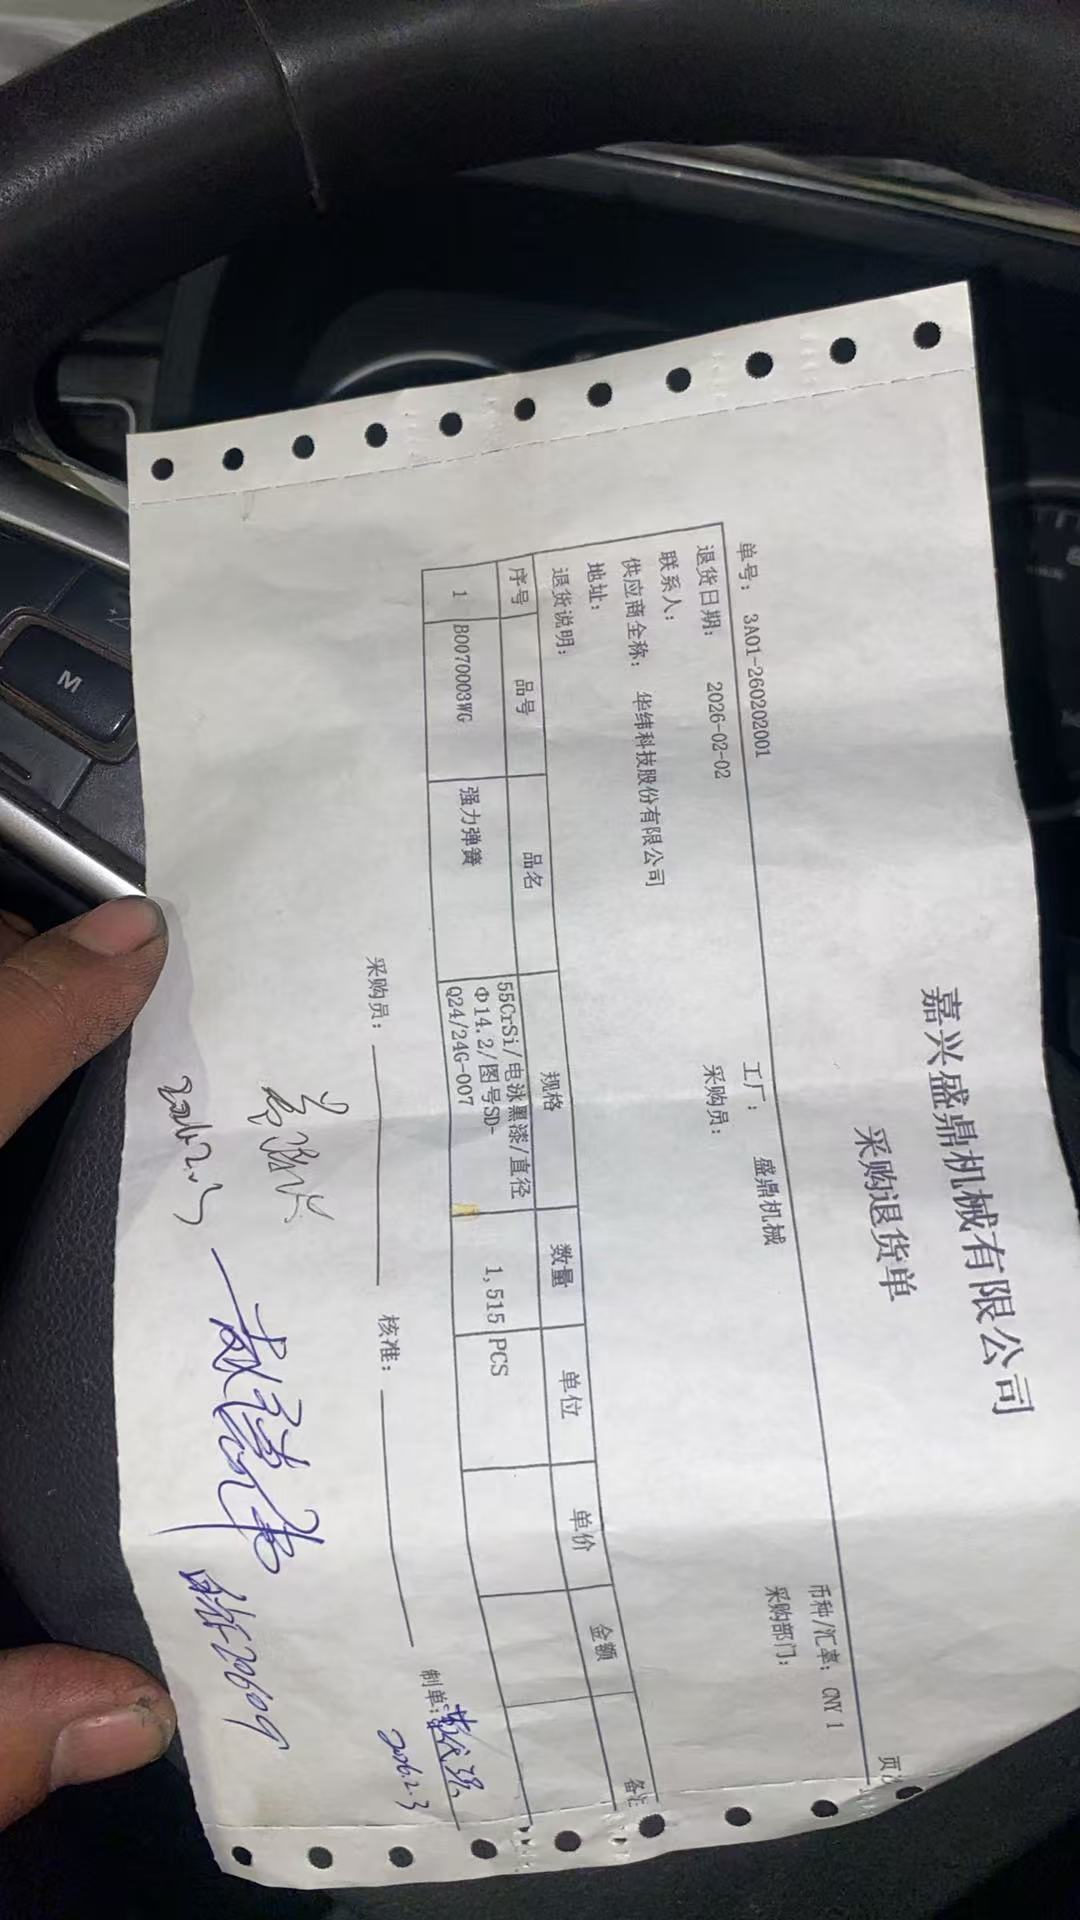 嘉兴盛鼎机械有限公司
采购退货单
页次
单号： 3A01-260202001 工厂： 盛鼎机械 币种/汇率：CNY 1
退货日期： 2026-02-02 采购员： 采购部门：
联系人：
供应商全称： 华纬科技股份有限公司
地址：
退货说明：
序号 品号 品名 规格 数量 单位 单价 金额 备注
1 B0070003WG 强力弹簧 55CrSi/电泳黑漆/直径 1,515 PCS
Φ14.2/图号SD-
Q24/24G-007
采购员： 核准： 制单：
2026.2.3
2026.2.3
M